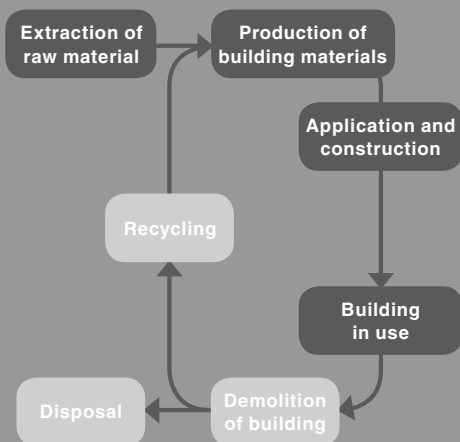 Extraction of
raw material
Production of
building materials
Application and
construction
Recycling
Building
in use
Disposal
Demolition
of building